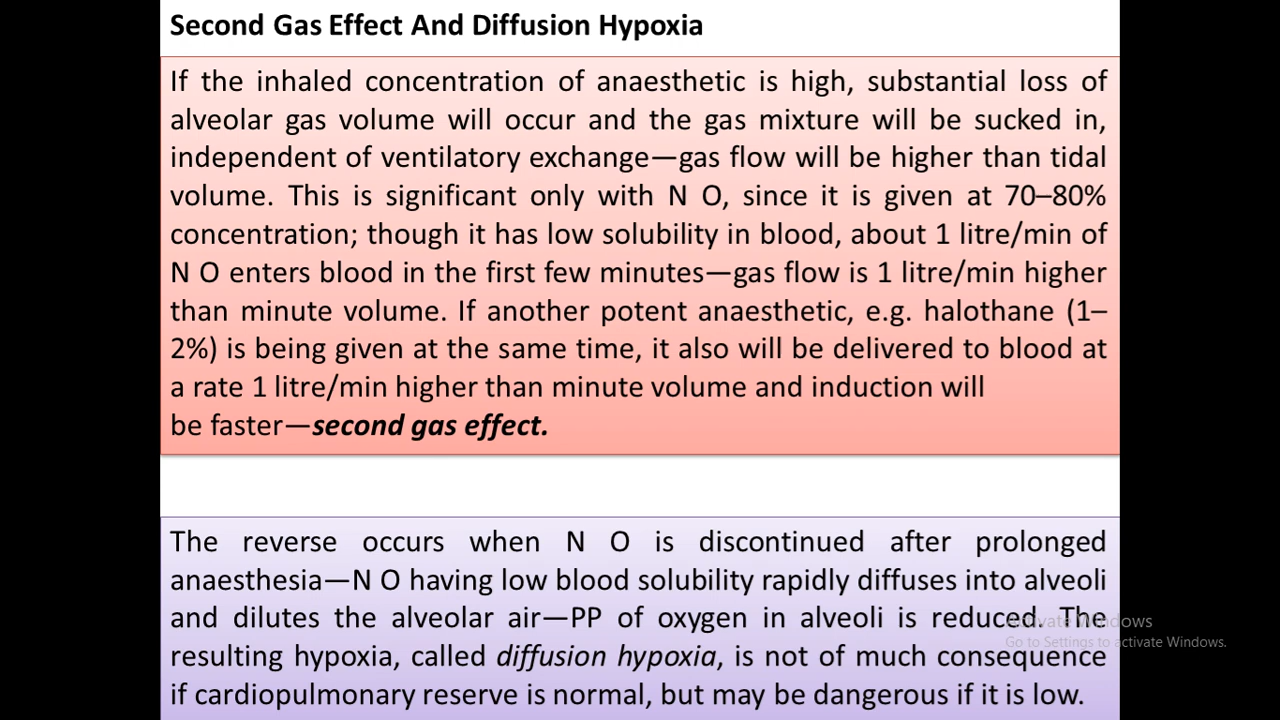 Second Gas Effect And Diffusion Hypoxia
If the inhaled concentration of anaesthetic is high, substantial loss of
alveolar gas volume will occur and the gas mixture will be sucked in,
independent of ventilatory exchange—gas flow will be higher than tidal
volume. This is significant only with N O, since it is given at 70–80%
concentration; though it has low solubility in blood, about 1 litre/min of
N O enters blood in the first few minutes—gas flow is 1 litre/min higher
than minute volume. If another potent anaesthetic, e.g. halothane (1–
2%) is being given at the same time, it also will be delivered to blood at
a rate 1 litre/min higher than minute volume and induction will
be faster—second gas effect.
The reverse occurs when N O is discontinued after prolonged
anaesthesia—N O having low blood solubility rapidly diffuses into alveoli
and dilutes the alveolar air—PP of oxygen in alveoli is reduced. The
resulting hypoxia, called diffusion hypoxia, is not of much consequence
if cardiopulmonary reserve is normal, but may be dangerous if it is low.
Activate Windows
Go to Settings to activate Windows.